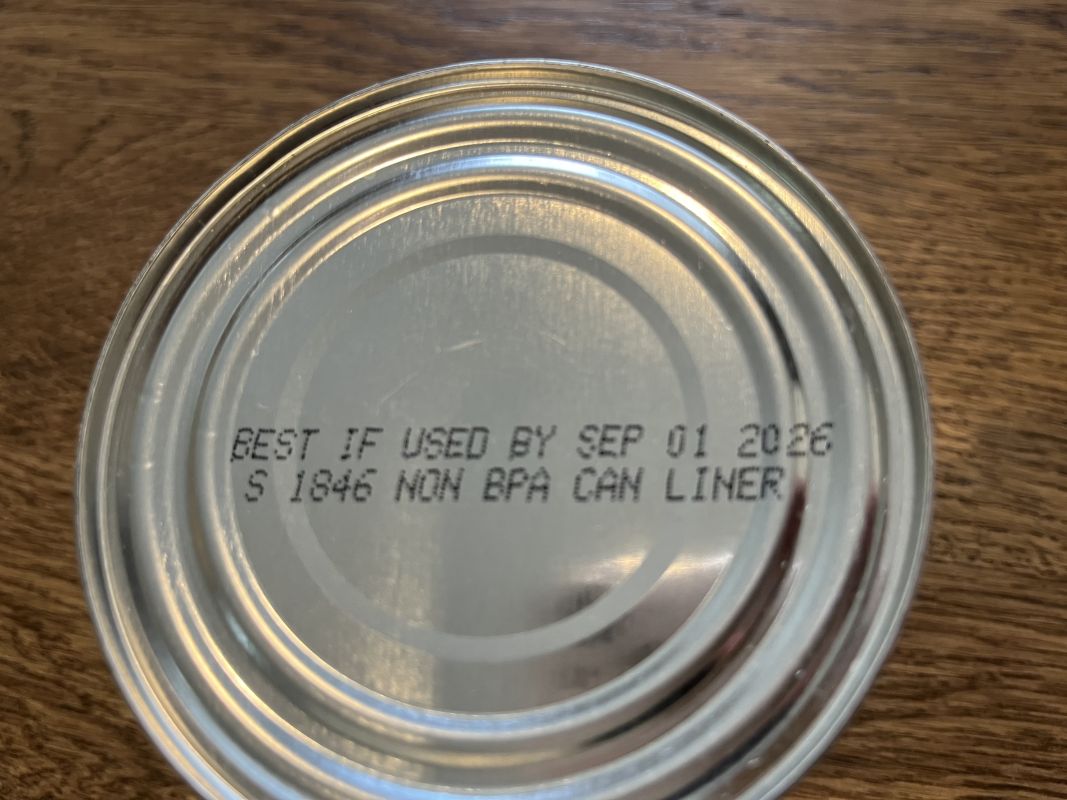 BEST IF USED BY SEP 01 2026
S 1846 NON BPA CAN LINER